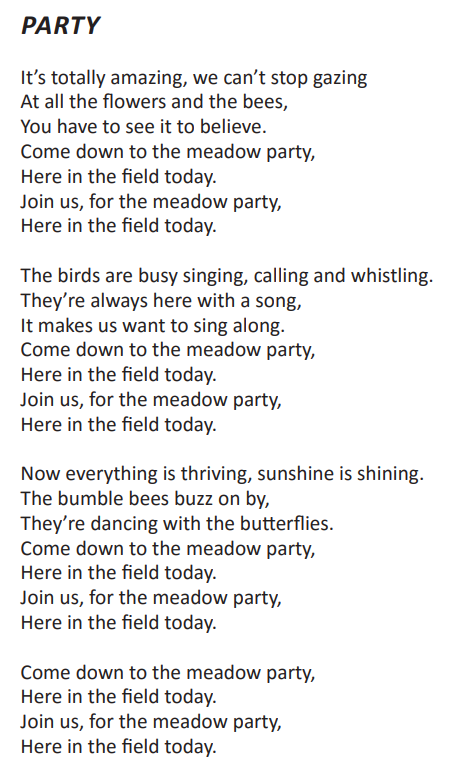 PARTY
It’s totally amazing, we can’t stop gazing
At all the flowers and the bees,
You have to see it to believe.
Come down to the meadow party,
Here in the field today.
Join us, for the meadow party,
Here in the field today.
The birds are busy singing, calling and whistling.
They’re always here with a song,
It makes us want to sing along.
Come down to the meadow party,
Here in the field today.
Join us, for the meadow party,
Here in the field today.
Now everything is thriving, sunshine is shining.
The bumble bees buzz on by,
They’re dancing with the butterflies.
Come down to the meadow party,
Here in the field today.
Join us, for the meadow party,
Here in the field today.
Come down to the meadow party,
Here in the field today.
Join us, for the meadow party,
Here in the field today.